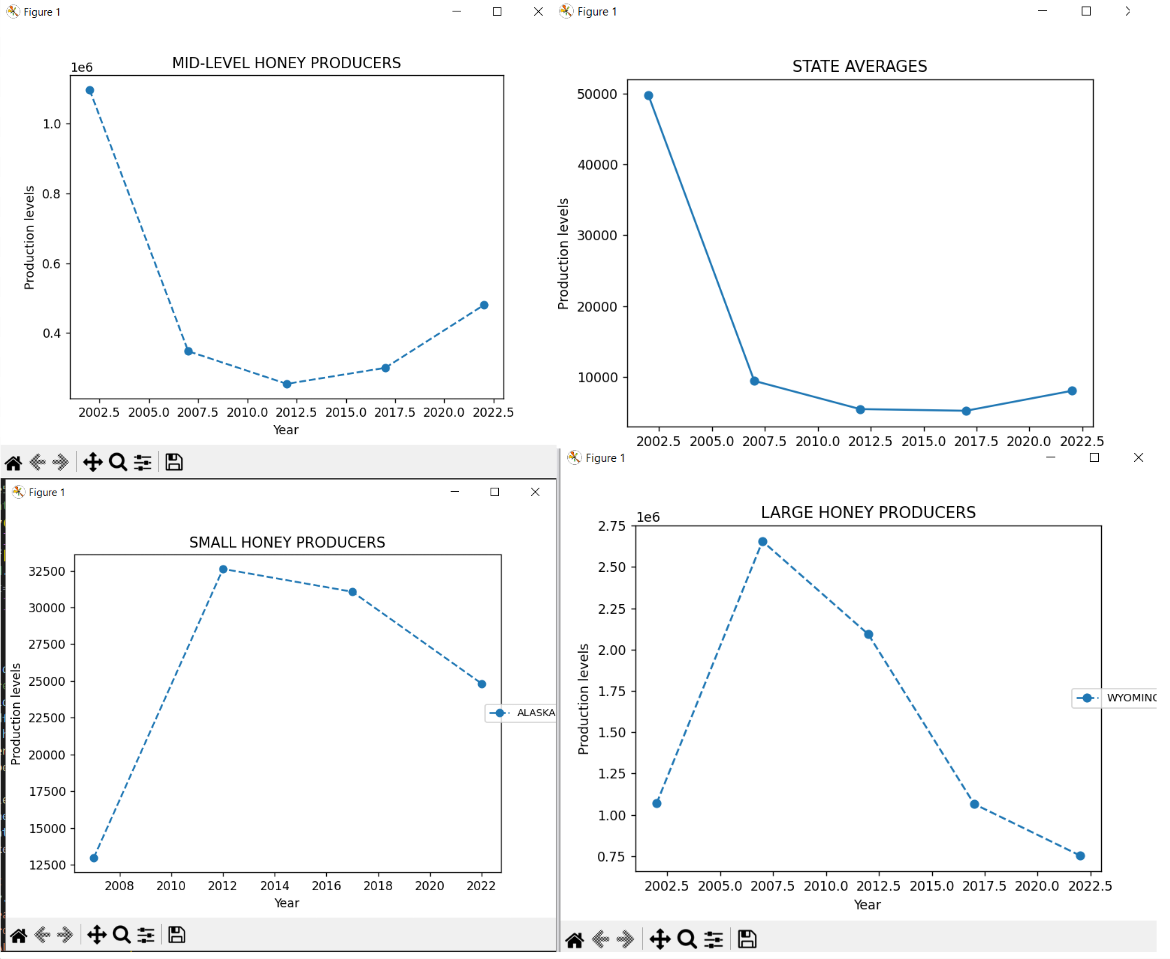 Figure 1
MID-LEVEL HONEY PRODUCERS
1e6
1.0
0.8
0.6
0.4
Production levels
2002.5 2005.0 2007.5 2010.0 2012.5 2015.0 2017.5 2020.0 2022.5
Year
Figure 1
STATE AVERAGES
50000
40000
30000
20000
10000
Production levels
2002.5 2005.0 2007.5 2010.0 2012.5 2015.0 2017.5 2020.0 2022.5
Figure 1
SMALL HONEY PRODUCERS
32500
30000
27500
25000
22500
20000
17500
15000
12500
Production levels
ALASKA
2008 2010 2012 2014 2016 2018 2020 2022
Year
Figure 1
LARGE HONEY PRODUCERS
1e6
2.75
2.50
2.25
2.00
1.75
1.50
1.25
1.00
0.75
Production levels
WYOMING
2002.5 2005.0 2007.5 2010.0 2012.5 2015.0 2017.5 2020.0 2022.5
Year